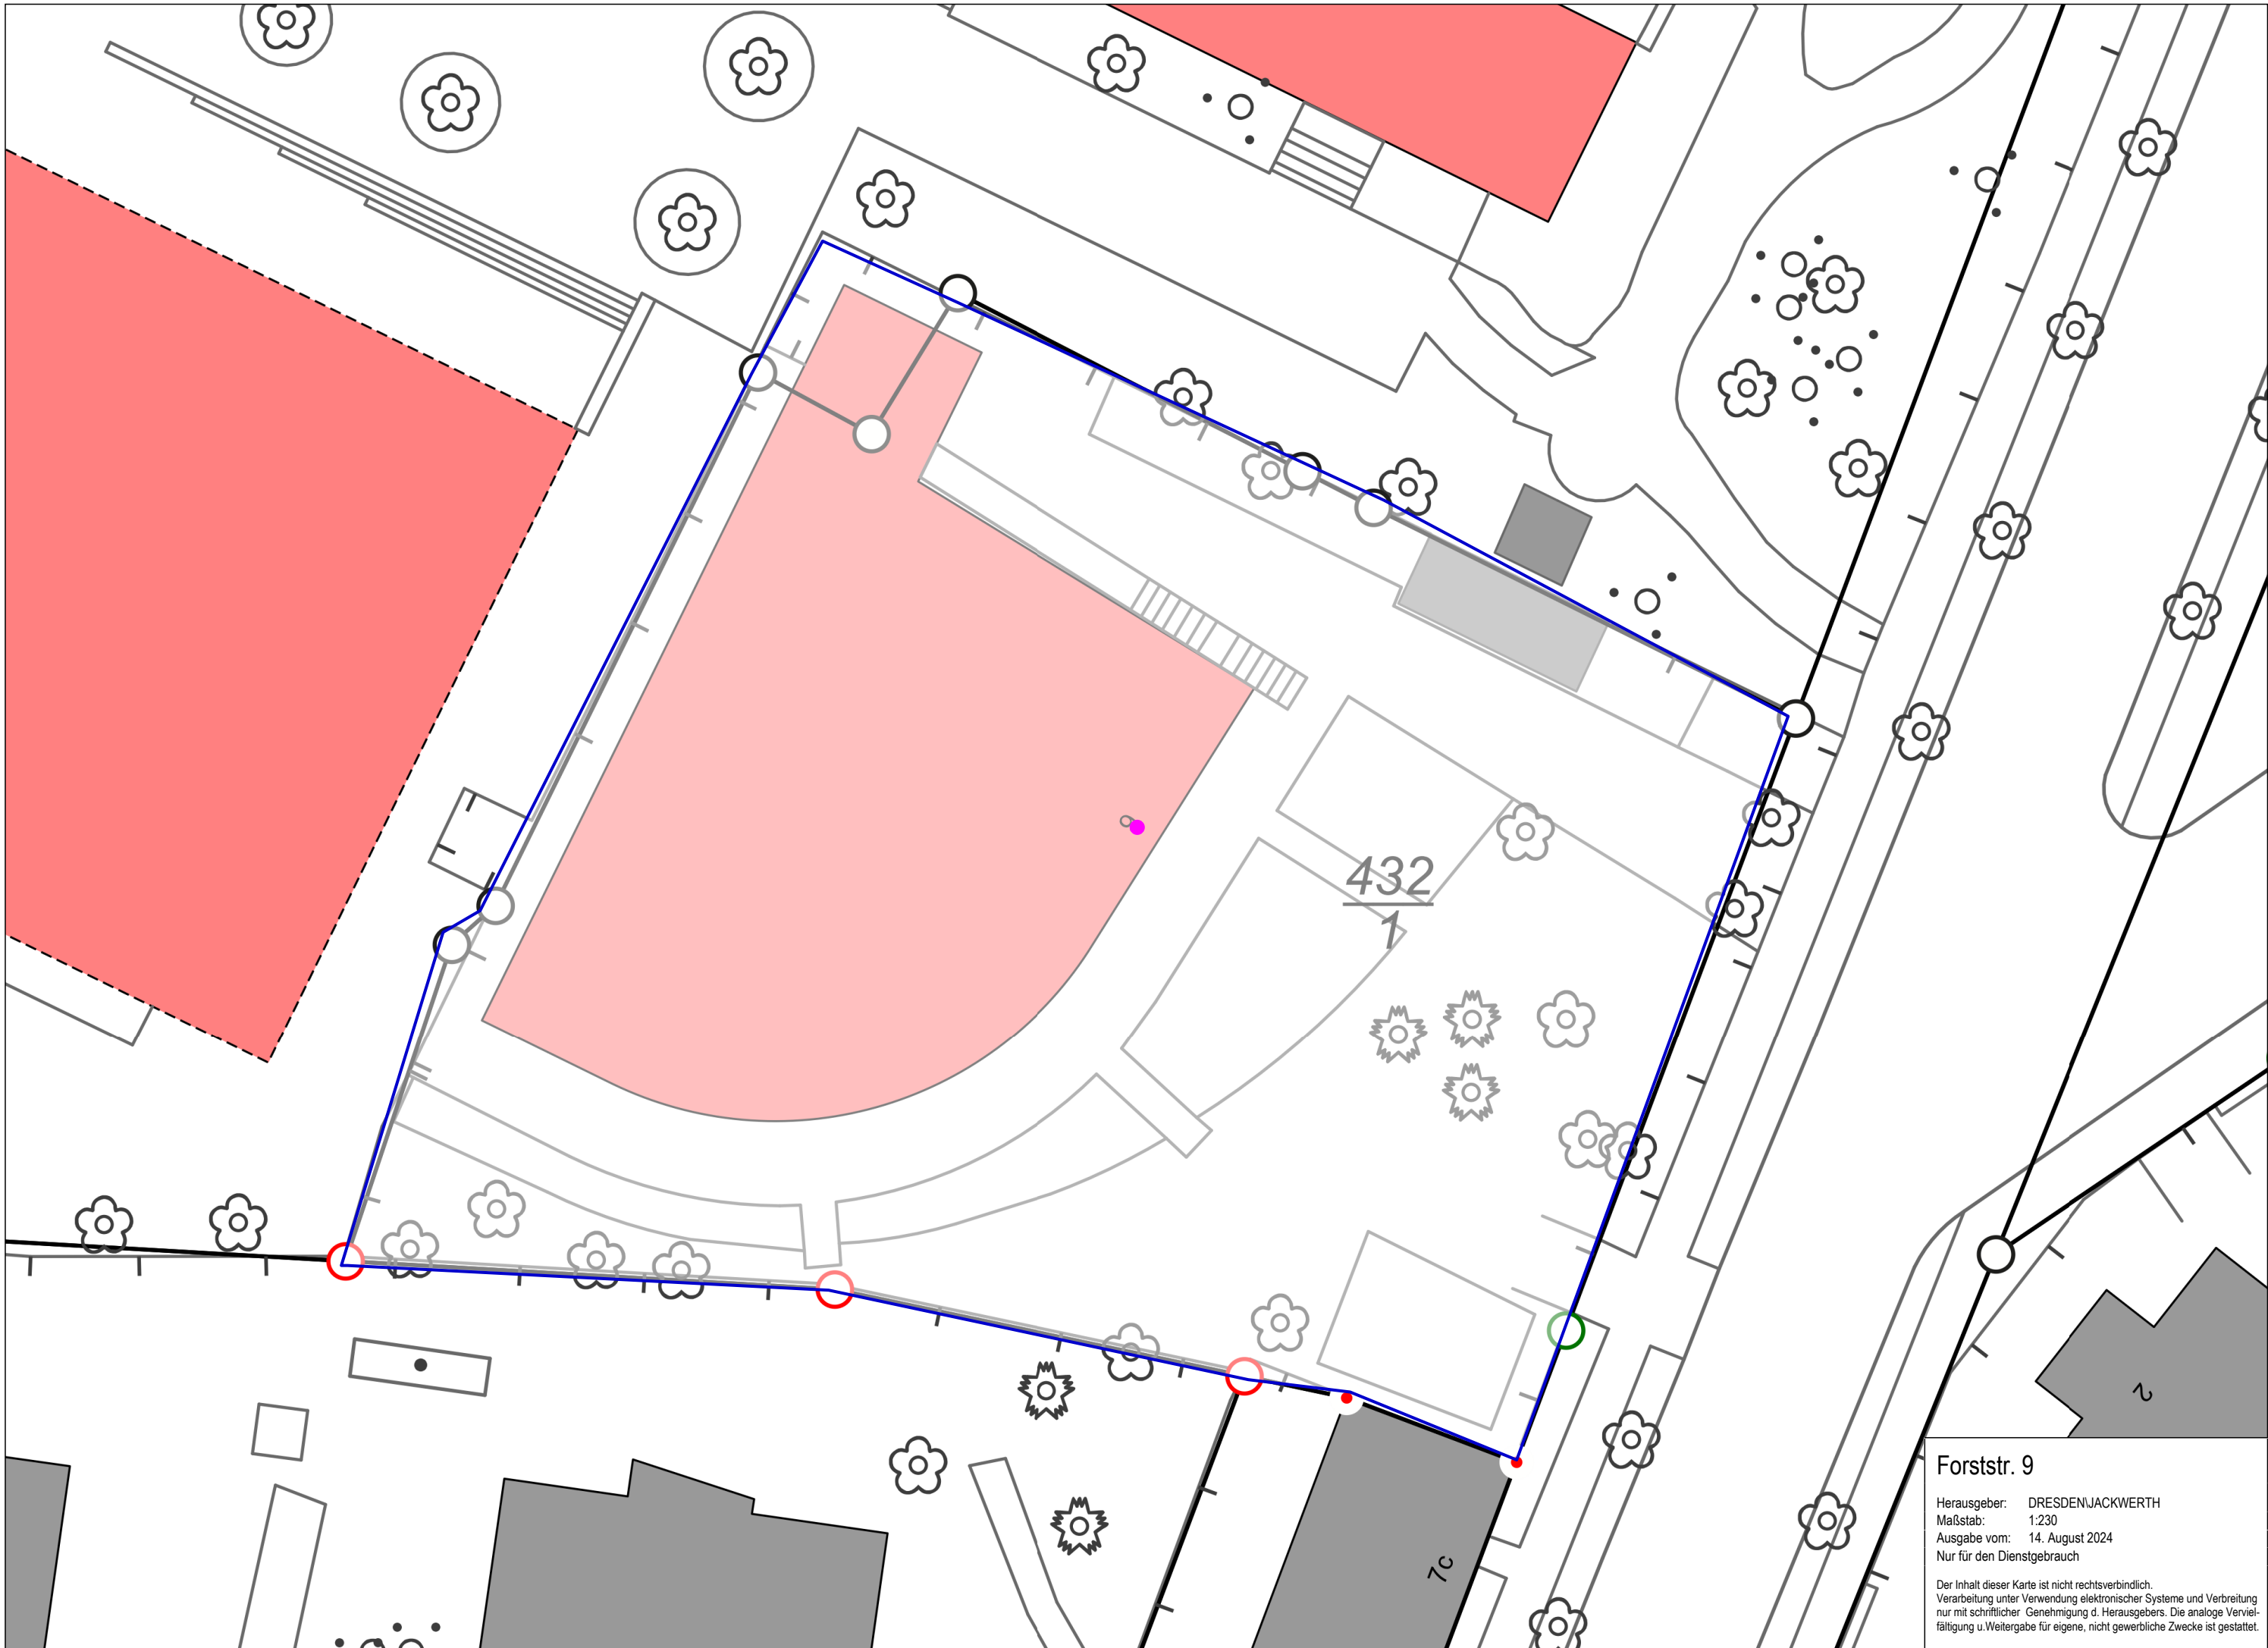 9
432
1
2
7c
Forststr. 9
Herausgeber: DRESDEN\JACKWERTH
Maßstab: 1:230
Ausgabe vom: 14. August 2024
Nur für den Dienstgebrauch
Der Inhalt dieser Karte ist nicht rechtsverbindlich.
Verarbeitung unter Verwendung elektronischer Systeme und Verbreitung
nur mit schriftlicher Genehmigung d. Herausgebers. Die analoge Verviel-
fältigung u.Weitergabe für eigene, nicht gewerbliche Zwecke ist gestattet.